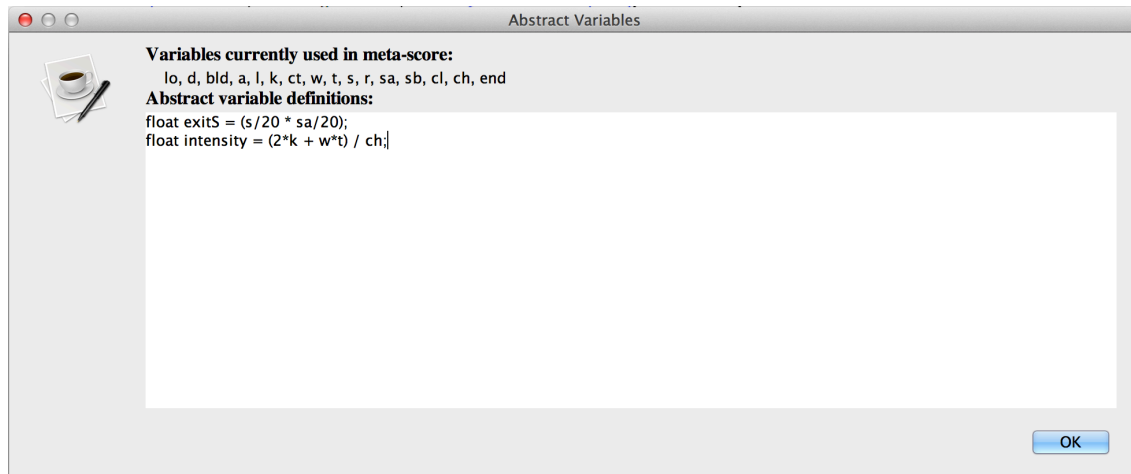 Abstract Variables
Variables currently used in meta-score:
lo, d, bld, a, l, k, ct, w, t, s, r, sa, sb, cl, ch, end
Abstract variable definitions:
float exitS = (s/20 * sa/20);
float intensity = (2*k + w*t) / ch;
OK